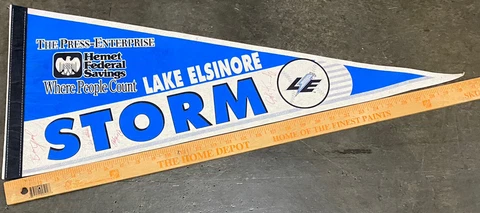 THE PRESS-ENTERPRISE
Hemet
Federal
Savings
Where People Count
LAKE ELSINORE
STORM
LE
THE HOME DEPOT
HOME OF THE FINEST PAINTS